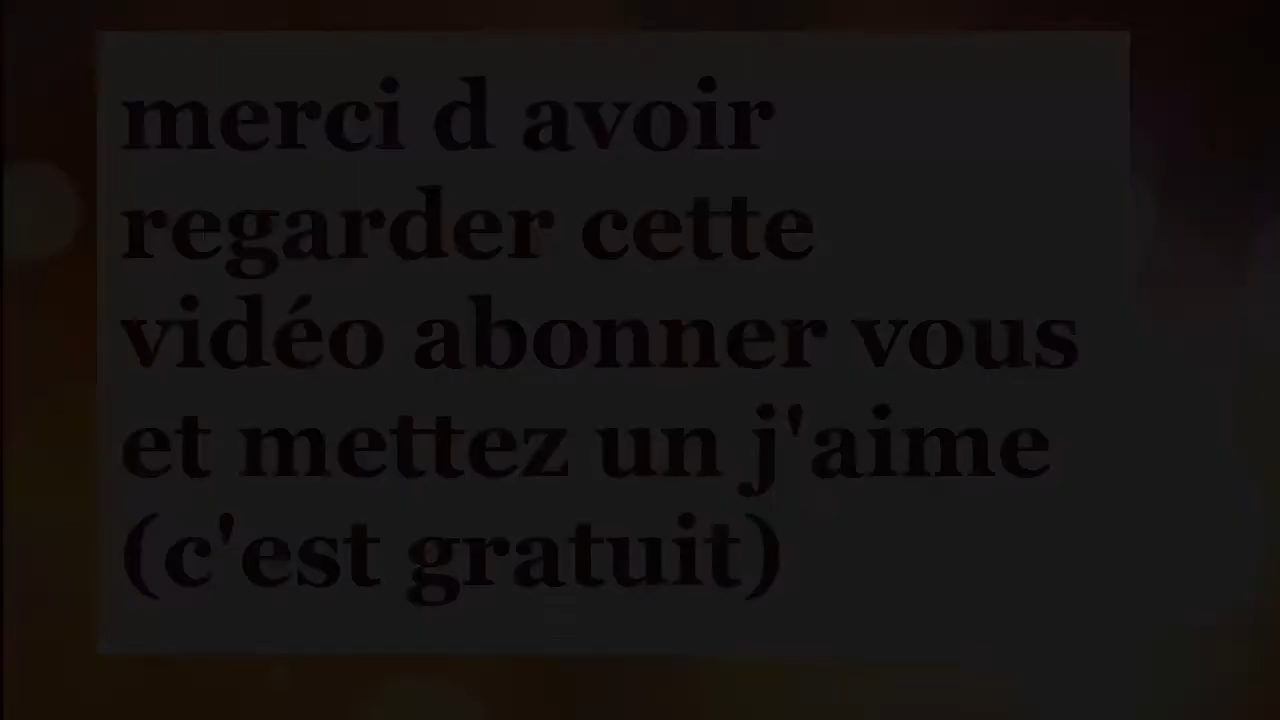 merci d avoir
regarder cette
vidéo abonner vous
et mettez un j'aime
(c'est gratuit)